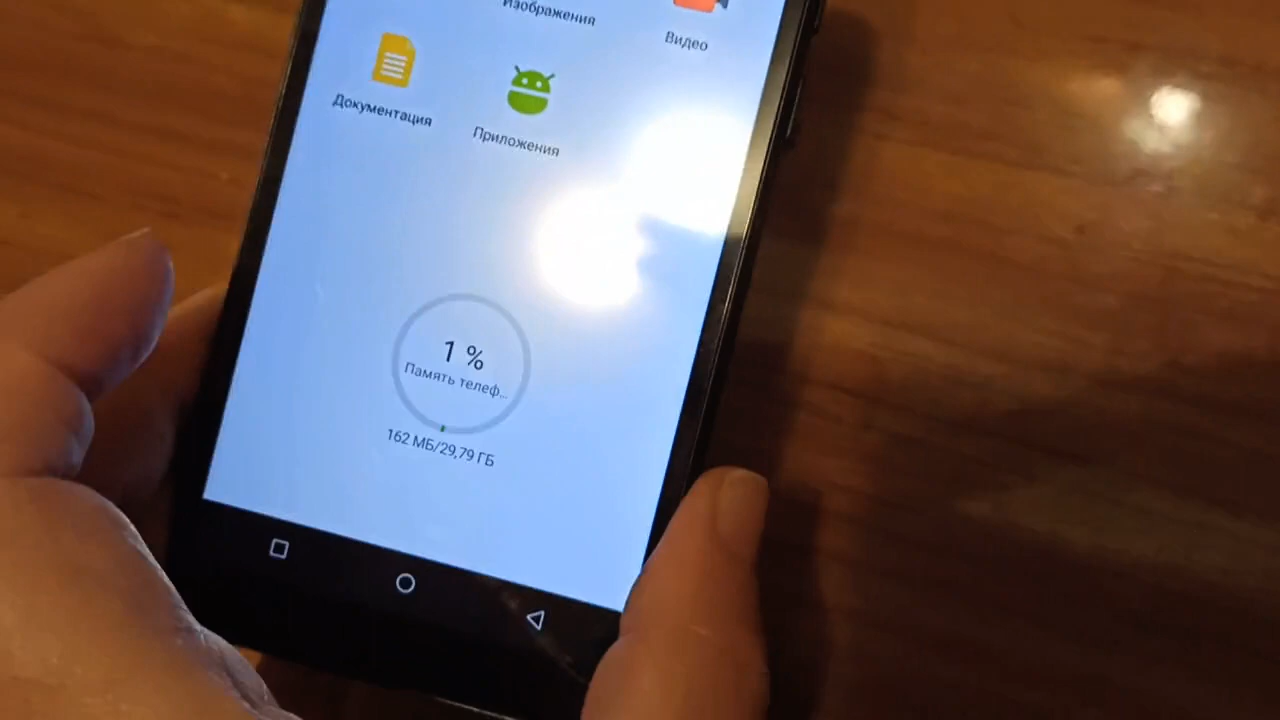 Изображения
Видео
Документация
Приложения
1 %
Память телеф...
162 МБ/29,79 ГБ